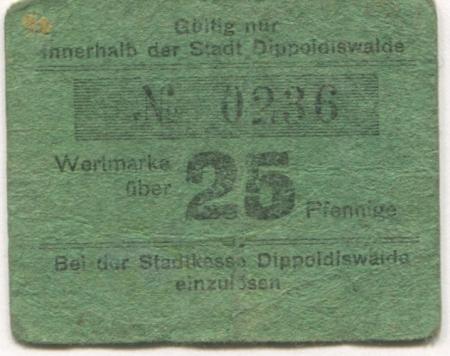 Gültig nur
innerhalb der Stadt Dippoldiswalde
№ 0236
Wertmarke
über 25 Pfennige
Bei der Stadtkasse Dippoldiswalde
einzulösen